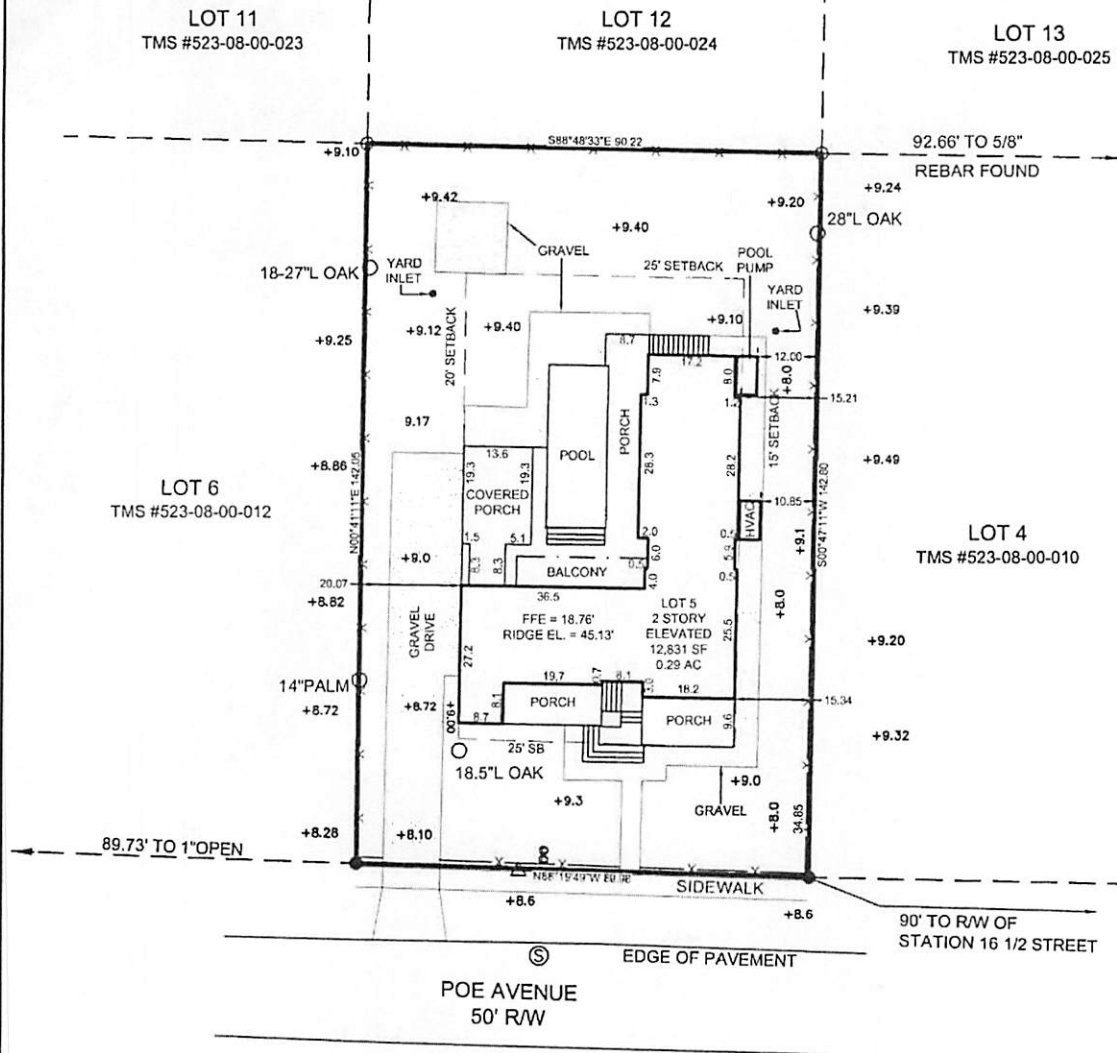 LOT 11
TMS #523-08-00-023
LOT 12
TMS #523-08-00-024
LOT 13
TMS #523-08-00-025
S88°48'33"E 90.22
92.66' TO 5/8"
REBAR FOUND
+9.10
+9.42
+9.40
+9.20
+9.24
28"L OAK
GRAVEL
18-27"L OAK
YARD
INLET
25' SETBACK
POOL
PUMP
YARD
INLET
+9.25
+9.12
20' SETBACK
+9.40
+9.10
+9.39
8.7
17.2
12.00
7.9
8.0
+8.0
1.3
15.21
15' SETBACK
9.17
13.6
19.3
19.3
COVERED
PORCH
POOL
PORCH
28.3
28.2
+8.86
+9.49
LOT 6
TMS #523-08-00-012
N00°41'11"E 142.05
10.85
HVAC
+9.1
S00°47'11"W 142.80
LOT 4
TMS #523-08-00-010
1.5
5.1
2.0
0.5
8.3
8.3
6.0
5.9
+9.0
BALCONY
0.5
4.0
0.5
20.07
36.5
+8.82
+8.0
GRAVEL
DRIVE
FFE = 18.76'
RIDGE EL. = 45.13'
LOT 5
2 STORY
ELEVATED
12,831 SF
0.29 AC
25.5
27.2
+9.20
14"PALM
+8.72
+8.72
+9.00
19.7
0.7
8.1
3.0
18.2
15.34
8.7
8.1
PORCH
PORCH
9.6
+9.32
25' SB
18.5"L OAK
+9.3
+9.0
GRAVEL
+8.0
34.85
+8.28
+8.10
89.73' TO 1"OPEN
N88°19'49"W 89.98
SIDEWALK
+8.6
+8.6
90' TO R/W OF
STATION 16 1/2 STREET
S
EDGE OF PAVEMENT
POE AVENUE
50' R/W